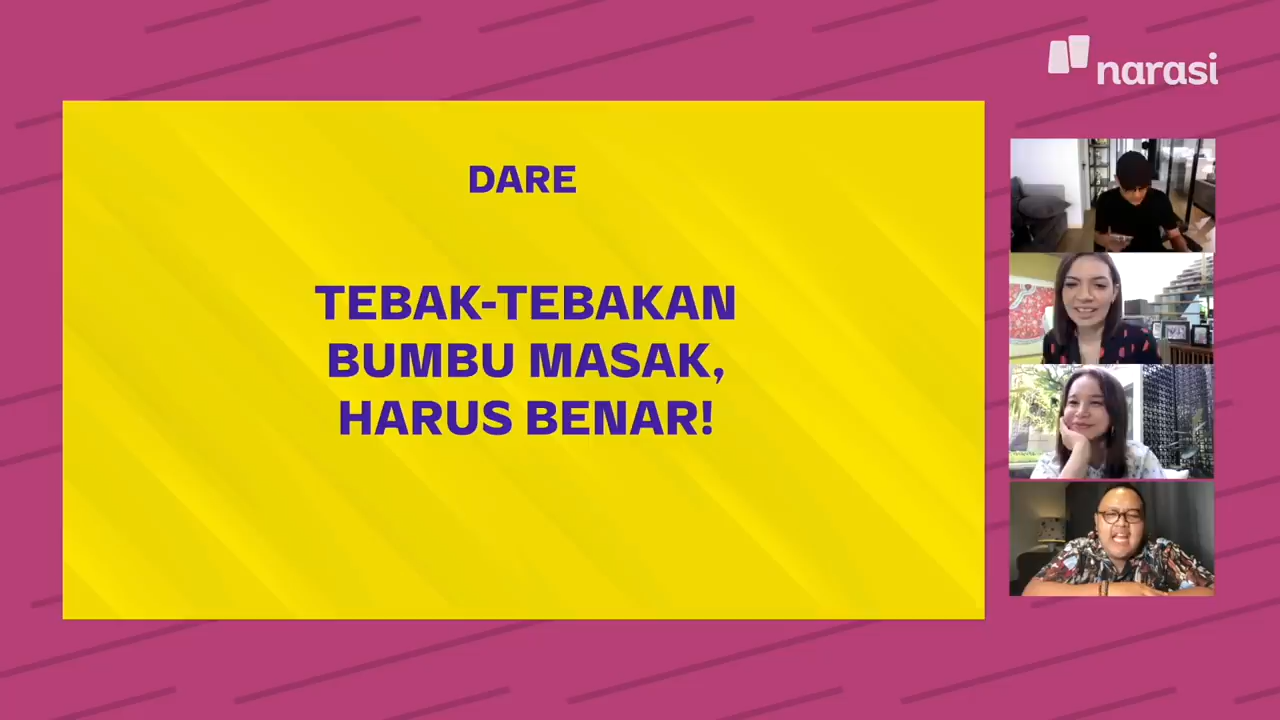 narasi
DARE
TEBAK-TEBAKAN
BUMBU MASAK,
HARUS BENAR!